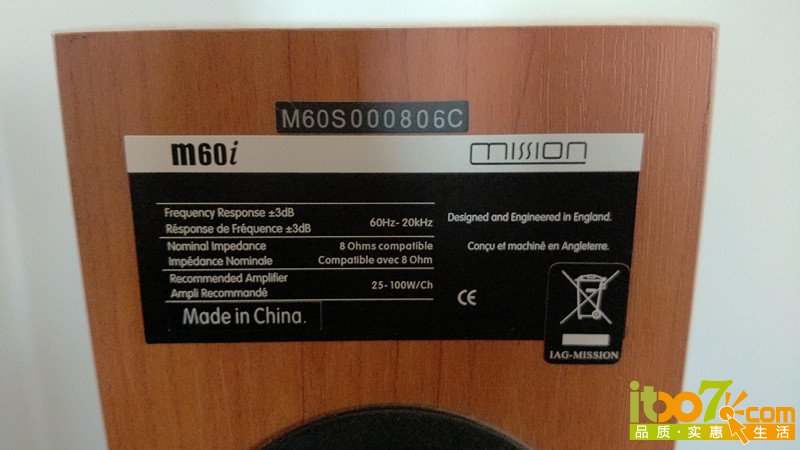 M60S000806C
m60i mission
Frequency Response ±3dB
Résponse de Fréquence ±3dB
60Hz- 20kHz
Nominal Impedance 8 Ohms compatible
Impédance Nominale Compatible avec 8 Ohm
Recommended Amplifier
Ampli Recommandé
25-100W/Ch
Made in China.
Designed and Engineered in England.
Conçu et machiné en Angleterre.
CE
IAG-MISSION
itbo7.com
品质·实惠生活